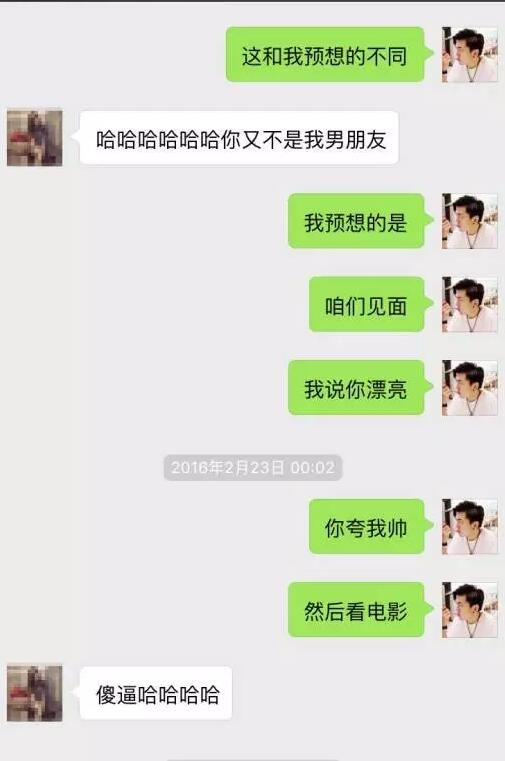 这和我预想的不同
哈哈哈哈哈哈你又不是我男朋友
我预想的是
咱们见面
我说你漂亮
2016年2月23日 00:02
你夸我帅
然后看电影
傻逼哈哈哈哈